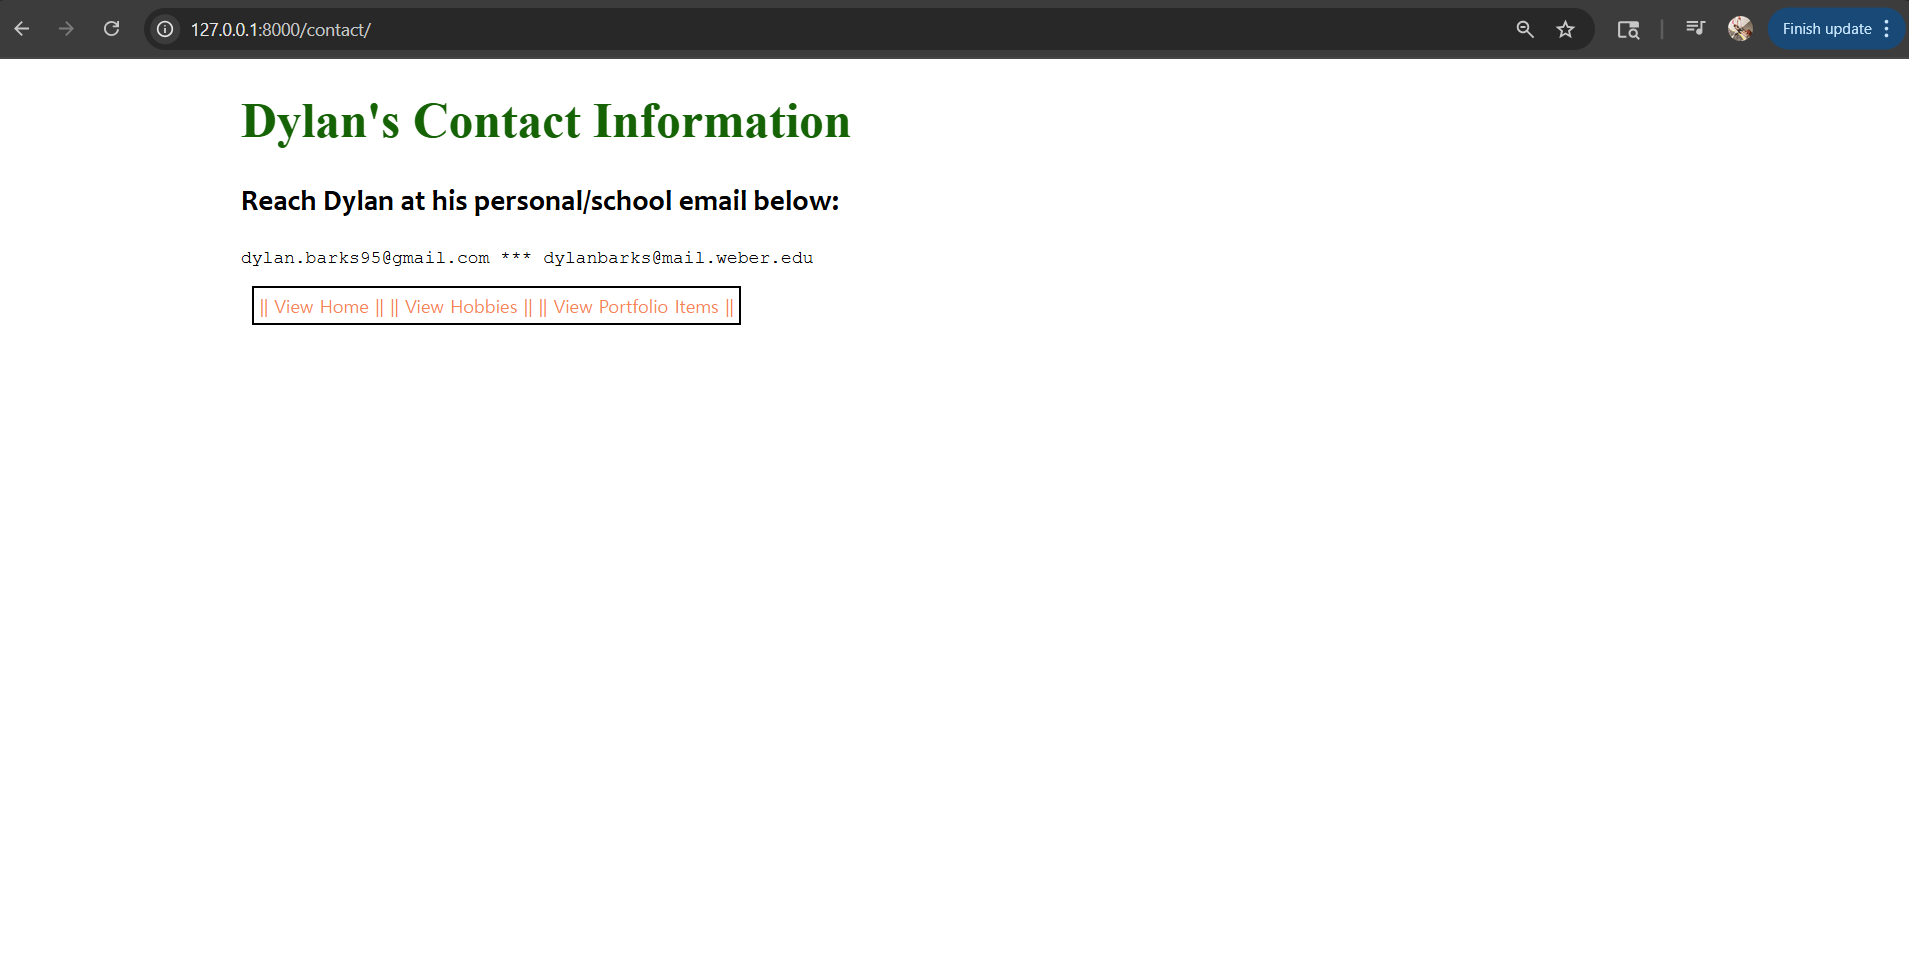 127.0.0.1:8000/contact/
Finish update
Dylan's Contact Information
Reach Dylan at his personal/school email below:
dylan.barks95@gmail.com *** dylanbarks@mail.weber.edu
|| View Home || || View Hobbies || || View Portfolio Items ||